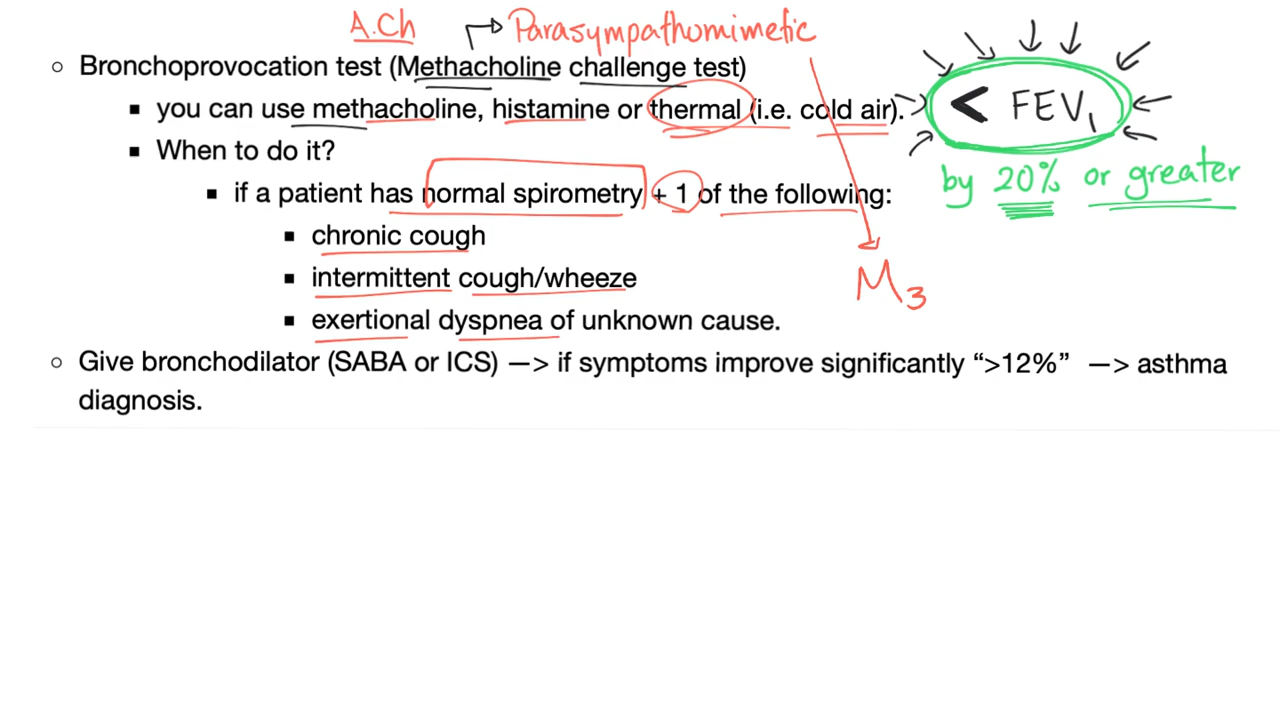 A.Ch
Parasympathomimetic
○ Bronchoprovocation test (Methacholine challenge test)
▪ you can use methacholine, histamine or thermal (i.e. cold air).
< FEV₁
by 20% or greater
▪ When to do it?
▪ if a patient has normal spirometry + 1 of the following:
▪ chronic cough
▪ intermittent cough/wheeze
M₃
▪ exertional dyspnea of unknown cause.
○ Give bronchodilator (SABA or ICS) —> if symptoms improve significantly “>12%” —> asthma
diagnosis.